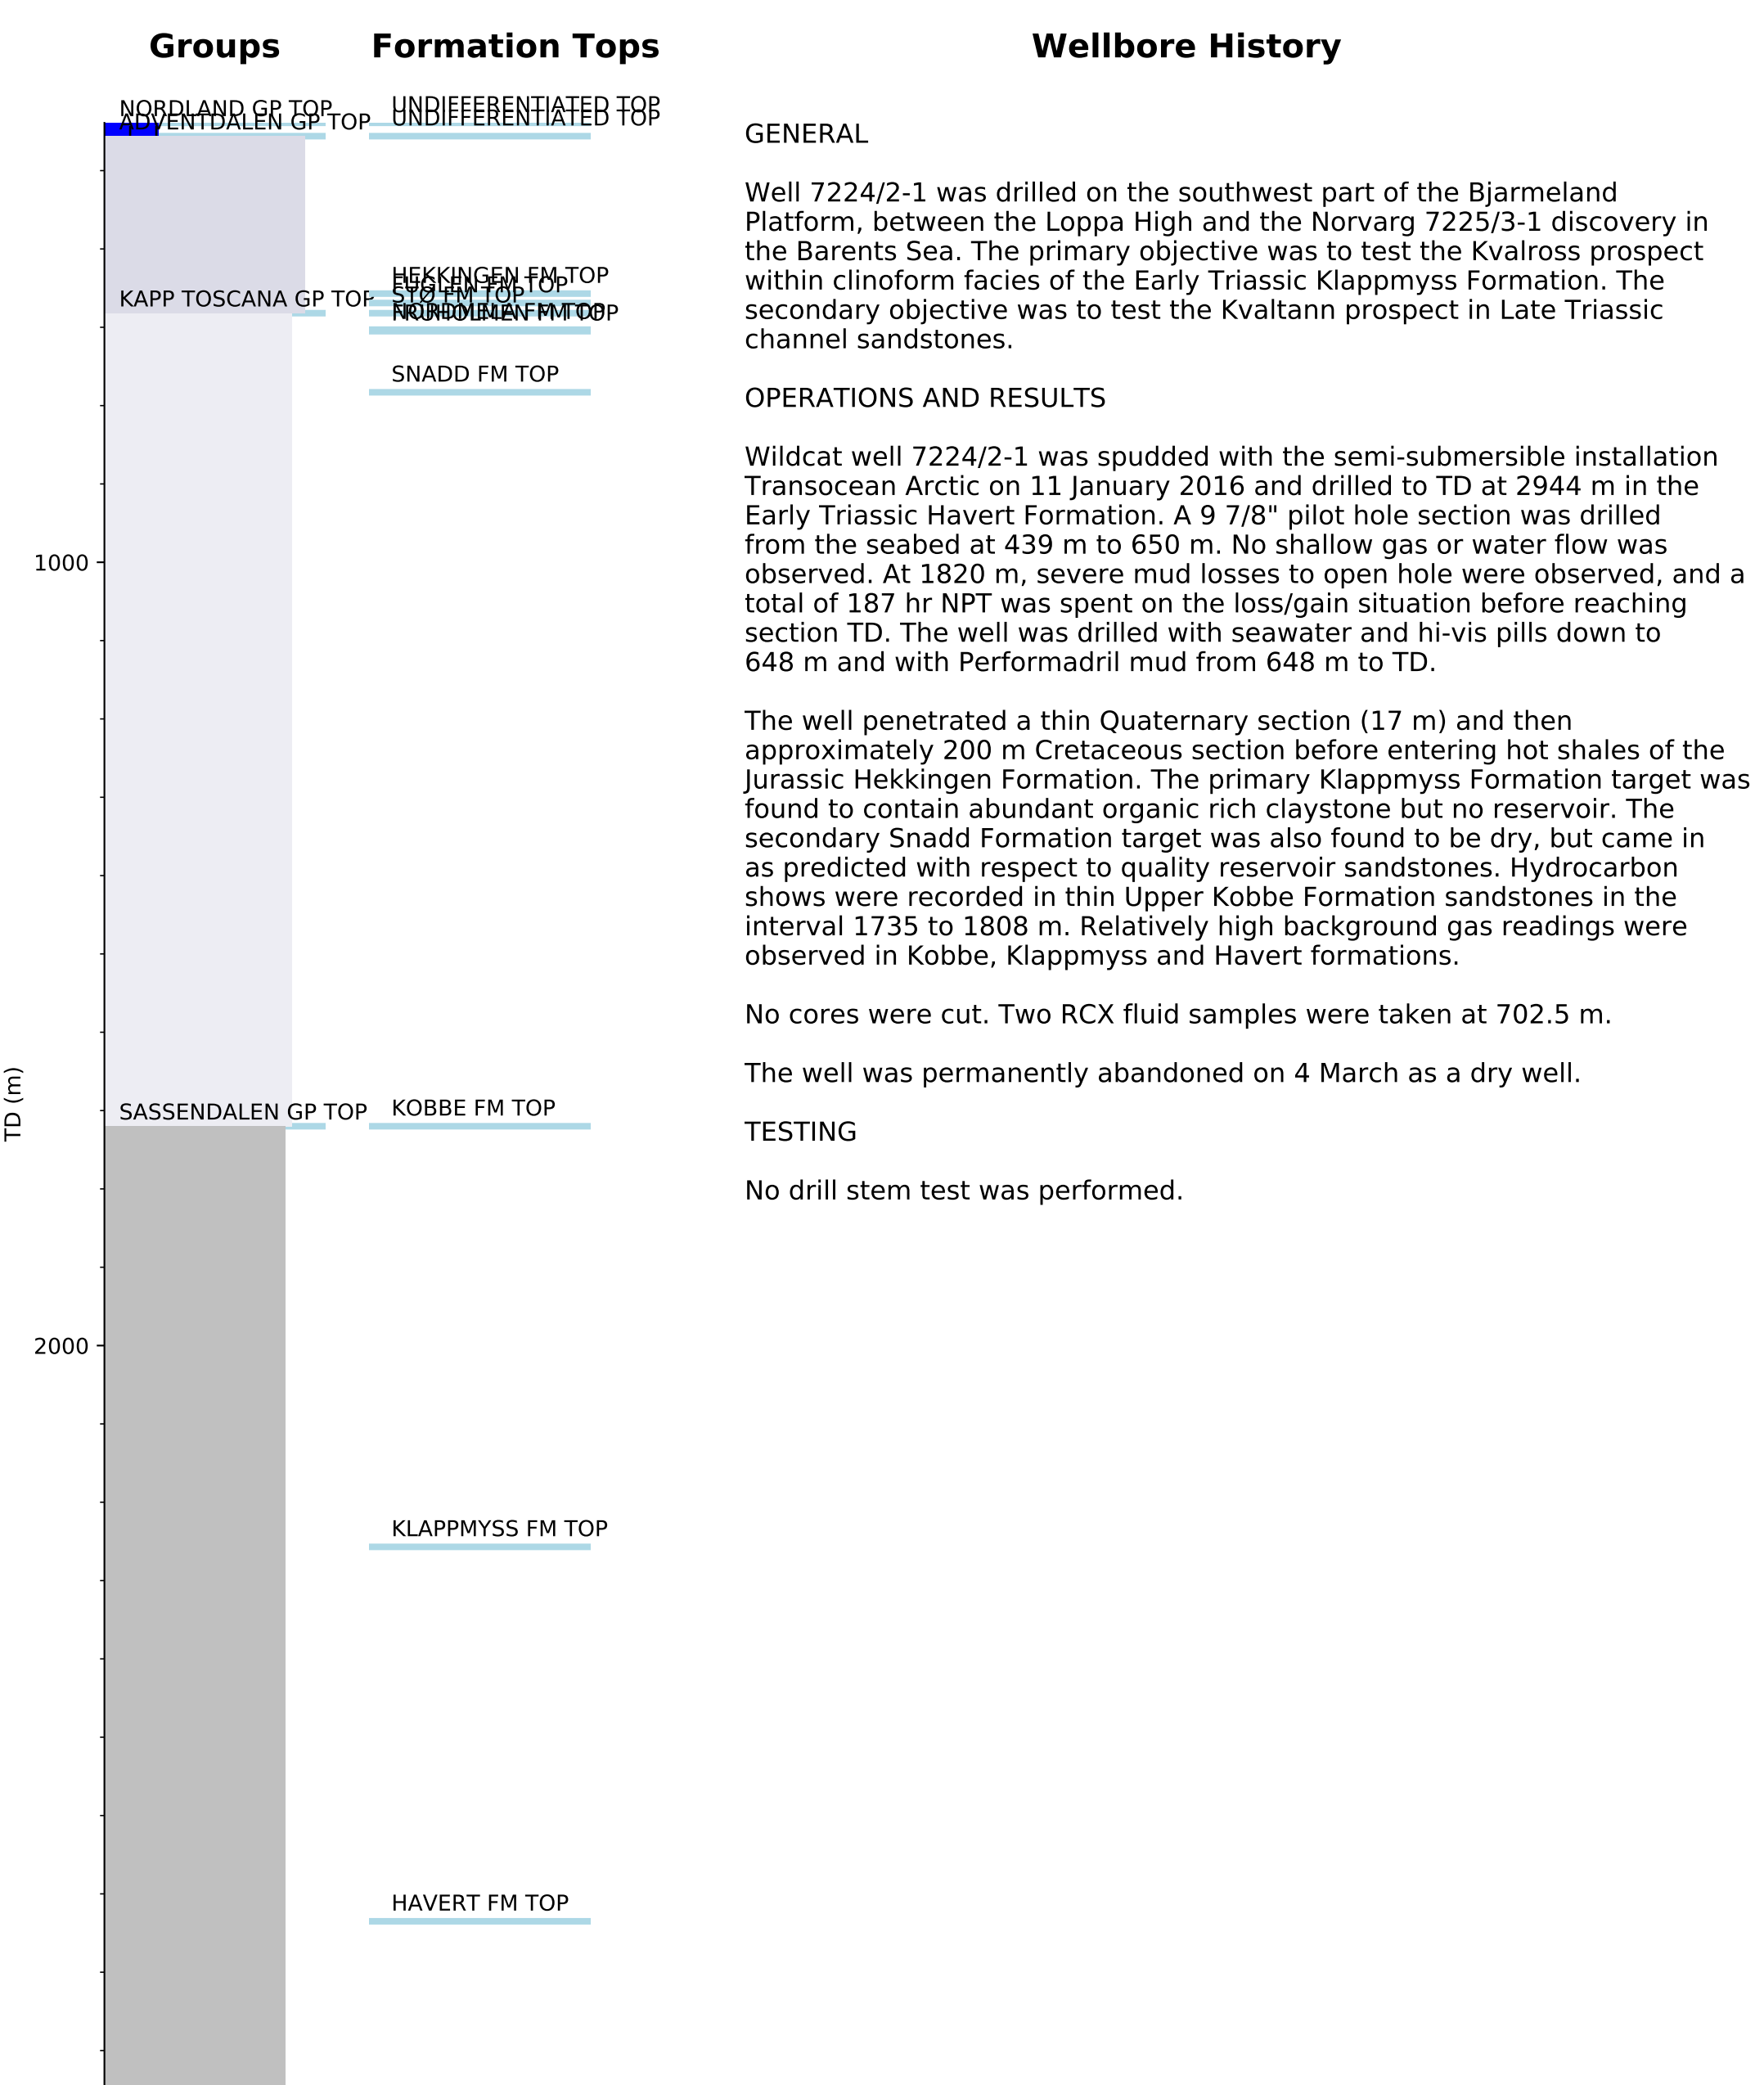 Groups
Formation Tops
Wellbore History
NORDLAND GP TOP
ADVENTDALEN GP TOP
KAPP TOSCANA GP TOP
SASSENDALEN GP TOP
UNDIFFERENTIATED TOP
UNDIFFERENTIATED TOP
HEKKINGEN FM TOP
FUGLEN FM TOP
STØ FM TOP
NORDMELA FM TOP
FRUHOLMEN FM TOP
SNADD FM TOP
KOBBE FM TOP
KLAPPMYSS FM TOP
HAVERT FM TOP
1000
2000
TD (m)
GENERAL
Well 7224/2-1 was drilled on the southwest part of the Bjarmeland
Platform, between the Loppa High and the Norvarg 7225/3-1 discovery in
the Barents Sea. The primary objective was to test the Kvalross prospect
within clinoform facies of the Early Triassic Klappmyss Formation. The
secondary objective was to test the Kvaltann prospect in Late Triassic
channel sandstones.
OPERATIONS AND RESULTS
Wildcat well 7224/2-1 was spudded with the semi-submersible installation
Transocean Arctic on 11 January 2016 and drilled to TD at 2944 m in the
Early Triassic Havert Formation. A 9 7/8" pilot hole section was drilled
from the seabed at 439 m to 650 m. No shallow gas or water flow was
observed. At 1820 m, severe mud losses to open hole were observed, and a
total of 187 hr NPT was spent on the loss/gain situation before reaching
section TD. The well was drilled with seawater and hi-vis pills down to
648 m and with Performadril mud from 648 m to TD.
The well penetrated a thin Quaternary section (17 m) and then
approximately 200 m Cretaceous section before entering hot shales of the
Jurassic Hekkingen Formation. The primary Klappmyss Formation target was
found to contain abundant organic rich claystone but no reservoir. The
secondary Snadd Formation target was also found to be dry, but came in
as predicted with respect to quality reservoir sandstones. Hydrocarbon
shows were recorded in thin Upper Kobbe Formation sandstones in the
interval 1735 to 1808 m. Relatively high background gas readings were
observed in Kobbe, Klappmyss and Havert formations.
No cores were cut. Two RCX fluid samples were taken at 702.5 m.
The well was permanently abandoned on 4 March as a dry well.
TESTING
No drill stem test was performed.